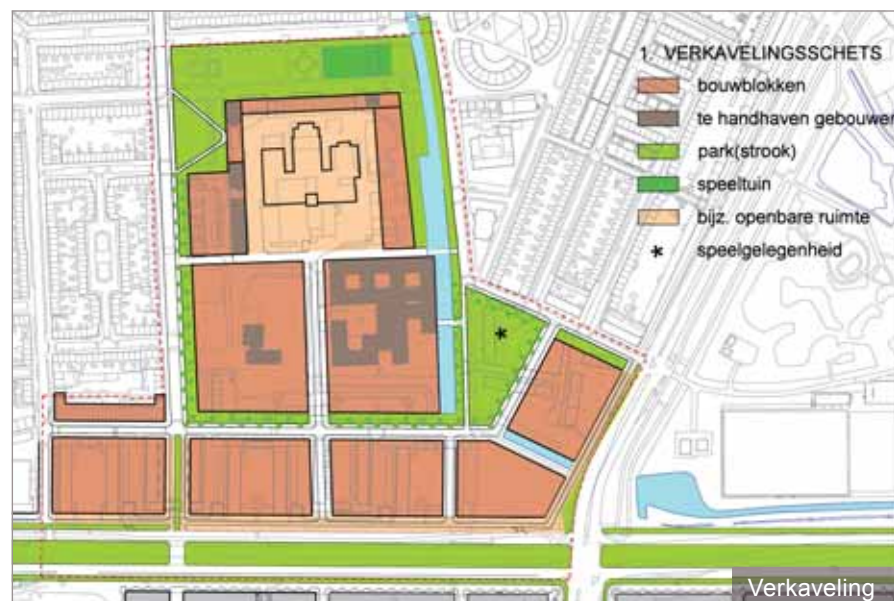 1. VERKAVELINGSSCHETS
bouwblokken
te handhaven gebouwen
park(strook)
speeltuin
bijz. openbare ruimte
* speelgelegenheid
*
Verkaveling